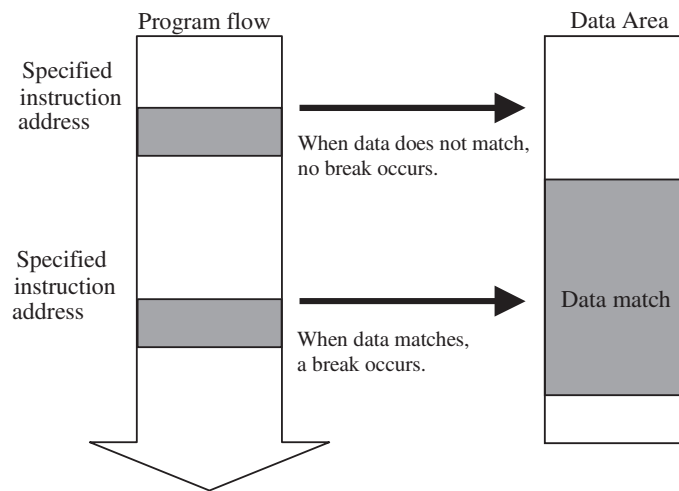 Program flow
Data Area
Specified
instruction
address
When data does not match,
no break occurs.
Specified
instruction
address
Data match
When data matches,
a break occurs.